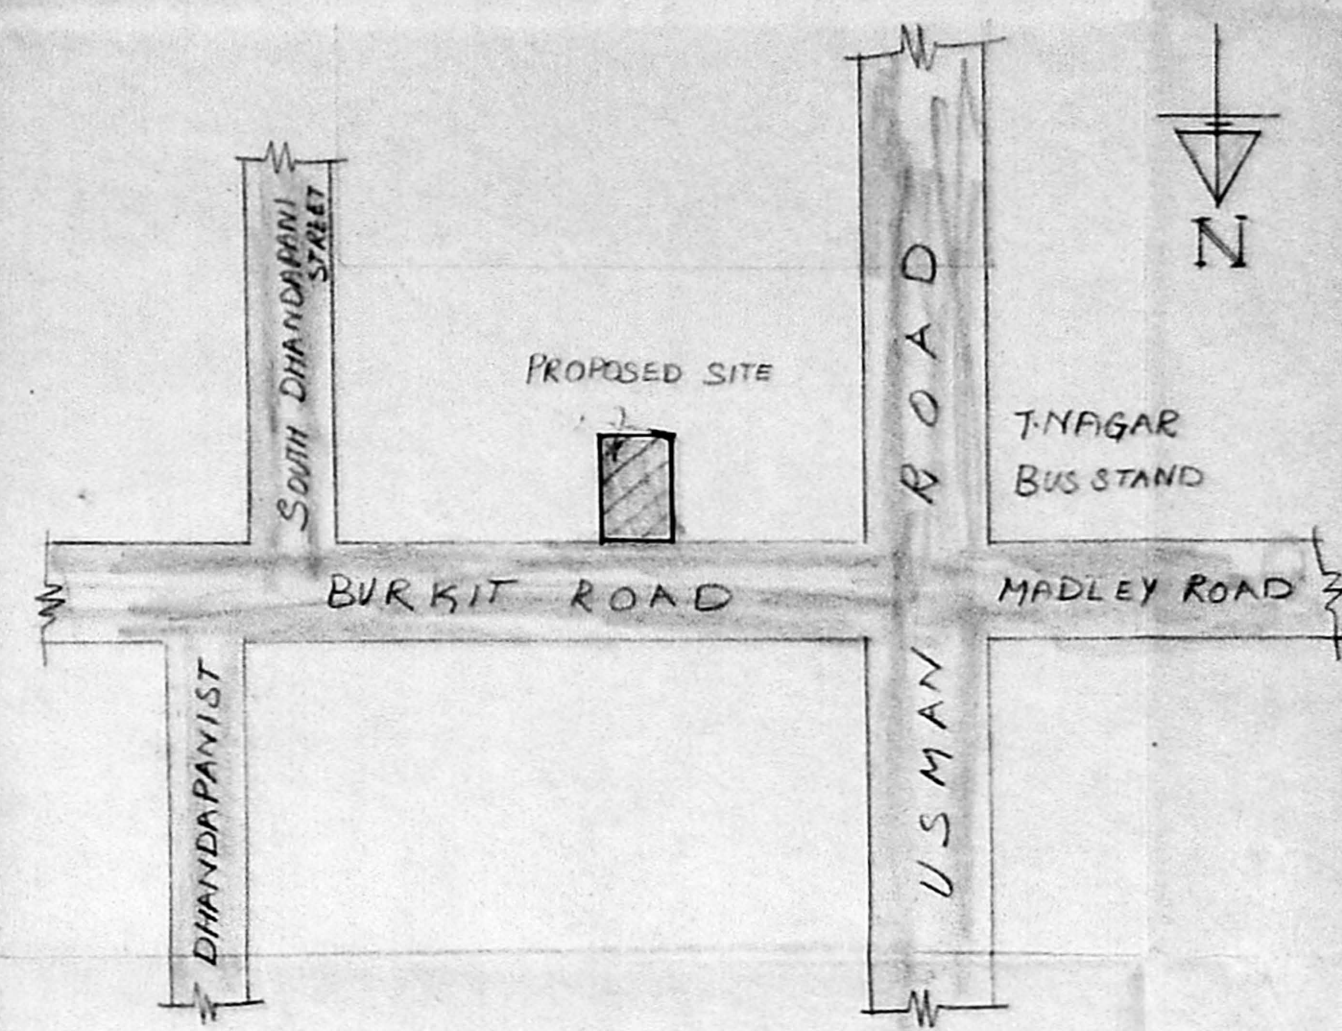 N
SOUTH DHANDAPANI
STREET
USMAN ROAD
PROPOSED SITE
T.NAGAR
BUS STAND
BURKIT ROAD
MADLEY ROAD
DHANDAPANIST